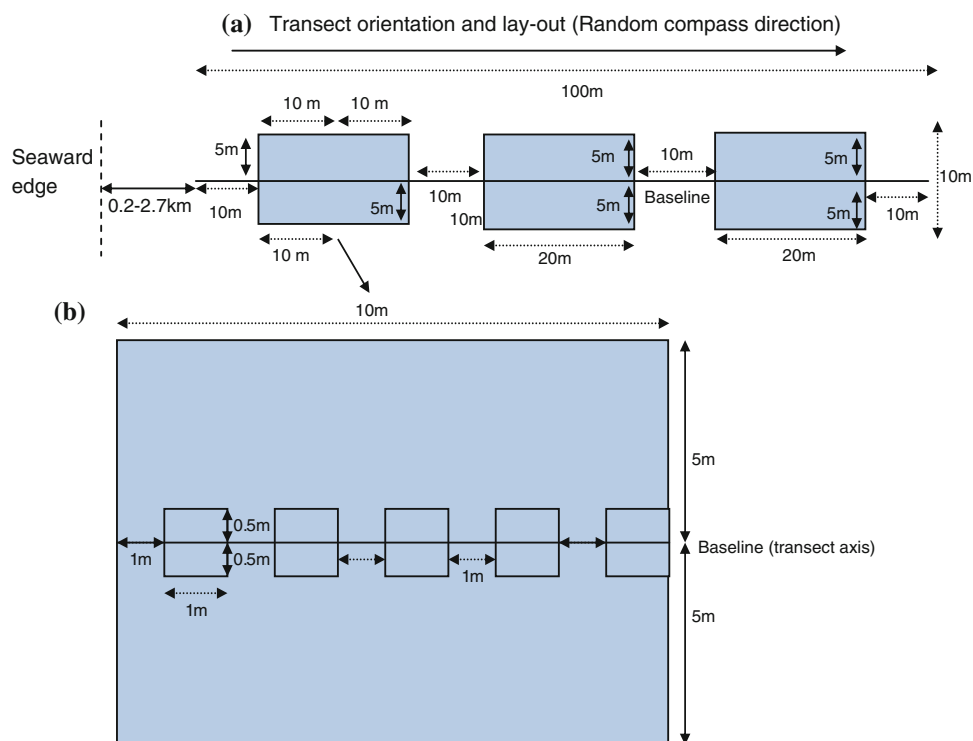 (a) Transect orientation and lay-out (Random compass direction)
100m
10 m 10 m
Seaward
edge
5m
5m
10m
5m
10m
0.2-2.7km
10m
5m
10m
10m
5m
Baseline
5m
10m
10 m
20m
20m
(b)
10m
5m
0.5m
1m
0.5m
1m
Baseline (transect axis)
1m
5m